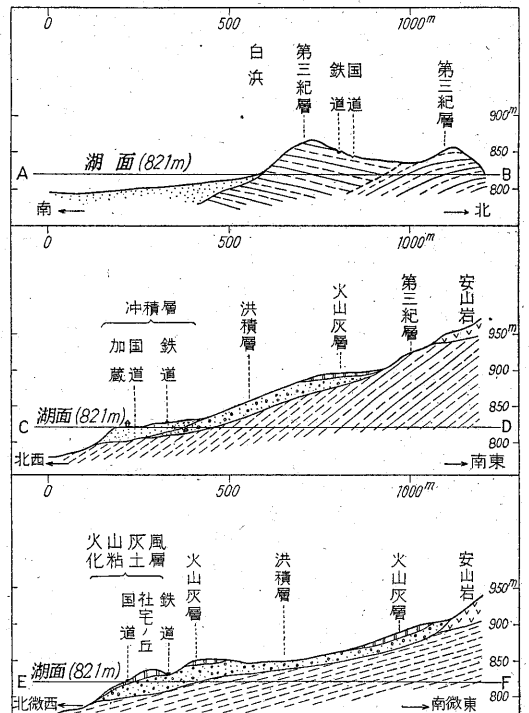 0 500 1000m
白浜 第三紀層 鉄道 国道 第三紀層
900m
湖面(821m) 850
A B
800
南 北
0 500 1000m
火山灰層 第三紀層 安山岩
冲積層 洪積層 950m
加蔵 国道 鉄道 900
湖面(821m) 850
C D
北西 南東 800
0 500 1000m
火山灰風化粘土層 火山灰層 洪積層 火山灰層 安山岩
国道 社宅ノ丘 鉄道 950m
900
湖面(821m) 850
E F
北微西 南微東 800